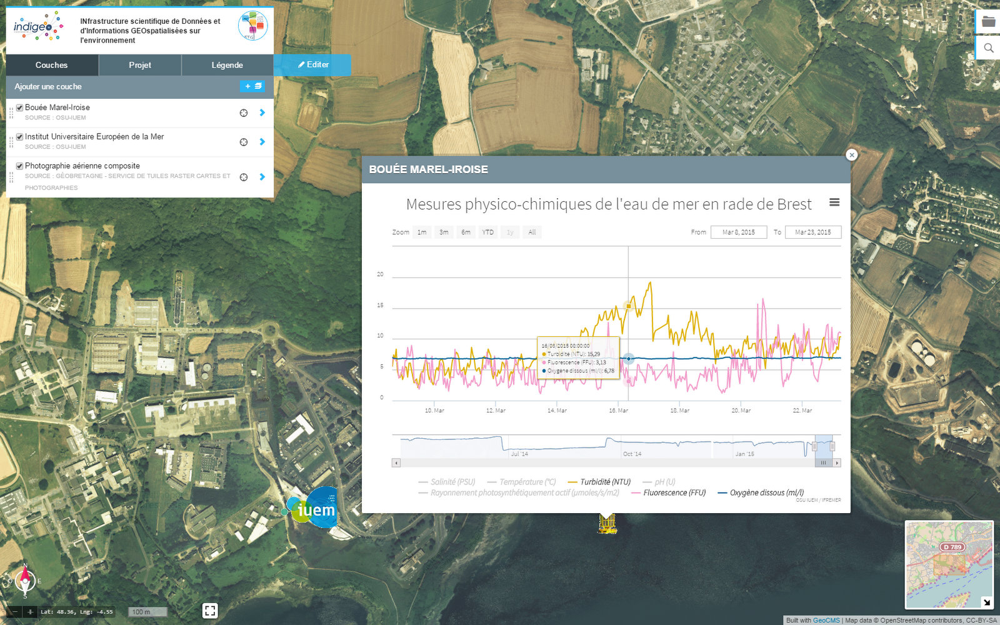 indigeo
INfrastructure scientifique de Données et
d'Informations GEOspatialisées sur
l'environnement
Couches
Projet
Légende
Editer
Ajouter une couche
+
Bouée Marel-Iroise
SOURCE : OSU-IUEM
Institut Universitaire Européen de la Mer
SOURCE : OSU-IUEM
Photographie aérienne composite
SOURCE : GÉOBRETAGNE - SERVICE DE TUILES RASTER CARTES ET
PHOTOGRAPHIES
BOUÉE MAREL-IROISE
Mesures physico-chimiques de l'eau de mer en rade de Brest
Zoom 1m 3m 6m YTD 1y All
From Mar 8, 2015 To Mar 23, 2015
20
15
10
5
0
16/03/2015 08:00:00
Turbidité (NTU): 15,29
Fluorescence (FFU): 3,13
Oxygène dissous (ml/l): 6,78
10. Mar 12. Mar 14. Mar 16. Mar 18. Mar 20. Mar 22. Mar
Jul '14 Oct '14 Jan '15
Salinité (PSU) Température (°C) Turbidité (NTU) pH (U)
Rayonnement photosynthétiquement actif (µmoles/s/m2) Fluorescence (FFU) Oxygène dissous (ml/l)
OSU IUEM / IFREMER
iuem
D 789
N
O E
S
− + Lat: 48.36, Lng: -4.55
100 m
Built with GeoCMS | Map data © OpenStreetMap contributors, CC-BY-SA